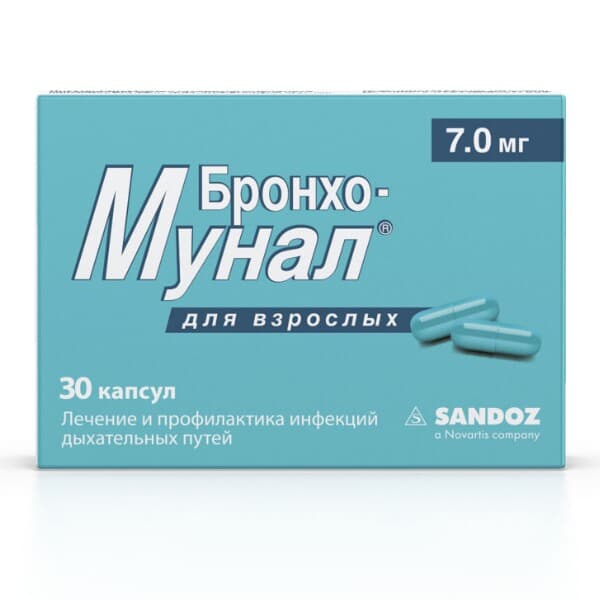 7.0 мг
Бронхо-
Мунал®
для взрослых
30 капсул
Лечение и профилактика инфекций
дыхательных путей
S SANDOZ
a Novartis company